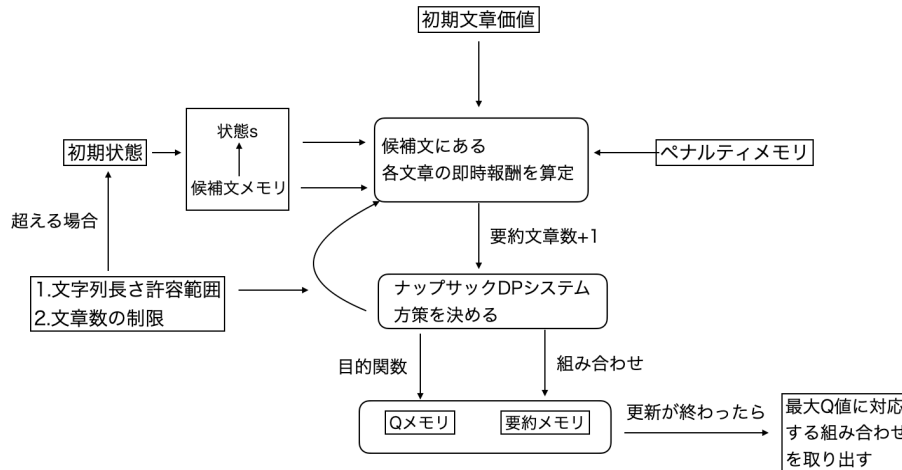 初期文章価値
状態s
候補文メモリ
初期状態
候補文にある
各文章の即時報酬を算定
ペナルティメモリ
超える場合
要約文章数+1
1.文字列長さ許容範囲
2.文章数の制限
ナップサックDPシステム
方策を決める
目的関数
組み合わせ
Qメモリ
要約メモリ
更新が終わったら
最大Q値に対応
する組み合わせ
を取り出す